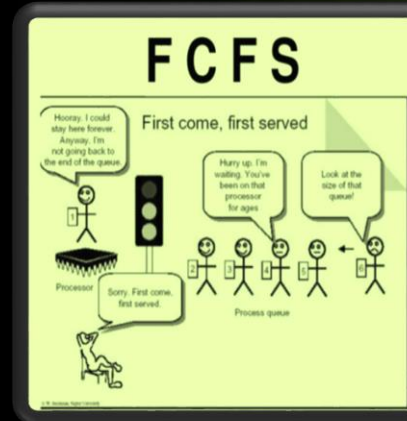 FCFS
First come, first served
Hooray. I could
stay here forever.
Anyway, I'm
not going back to
the end of the queue.
Hurry up. I'm
waiting. You've
been on that
processor
for ages
Look at the
size of that
queue!
1
2
3
4
5
6
Processor
Sorry. First come,
first served.
Process queue